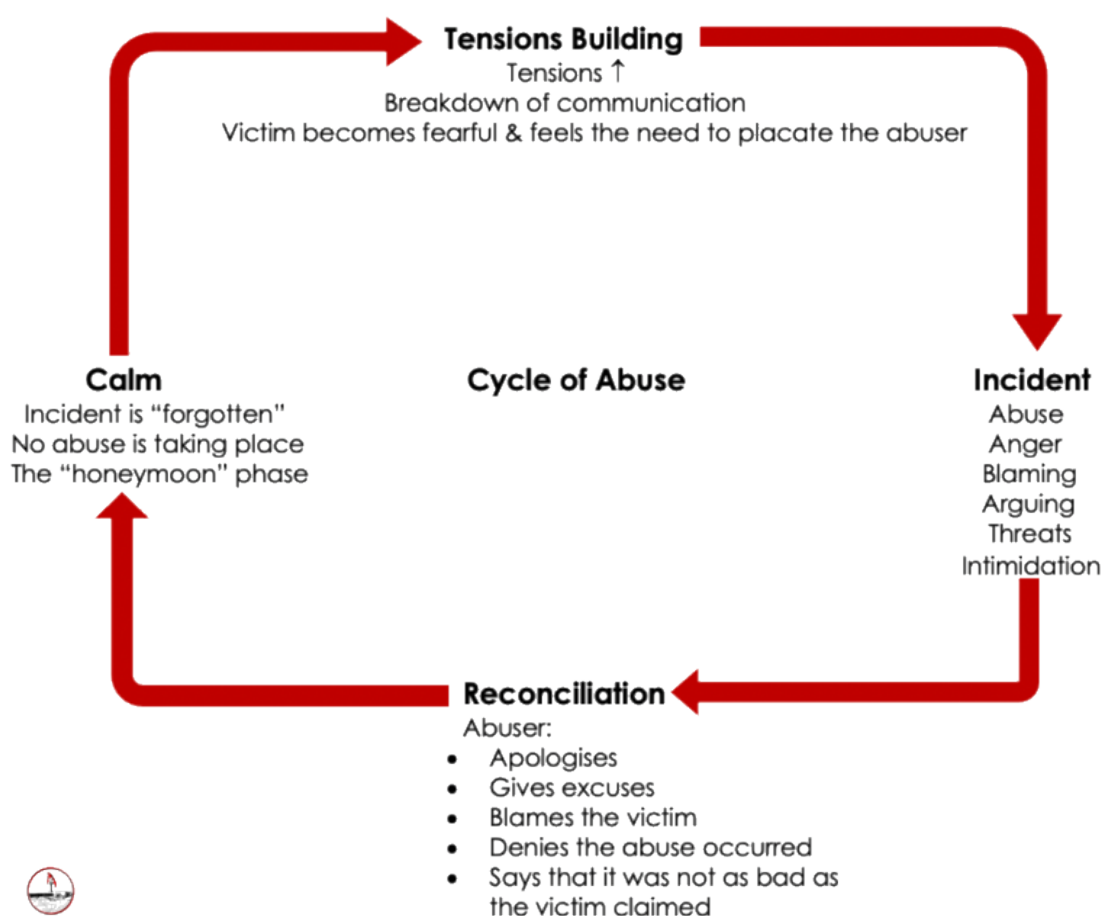 Tensions Building
Tensions ↑
Breakdown of communication
Victim becomes fearful & feels the need to placate the abuser
Calm
Incident is “forgotten”
No abuse is taking place
The “honeymoon” phase
Cycle of Abuse
Incident
Abuse
Anger
Blaming
Arguing
Threats
Intimidation
Reconciliation
Abuser:
• Apologises
• Gives excuses
• Blames the victim
• Denies the abuse occurred
• Says that it was not as bad as
the victim claimed